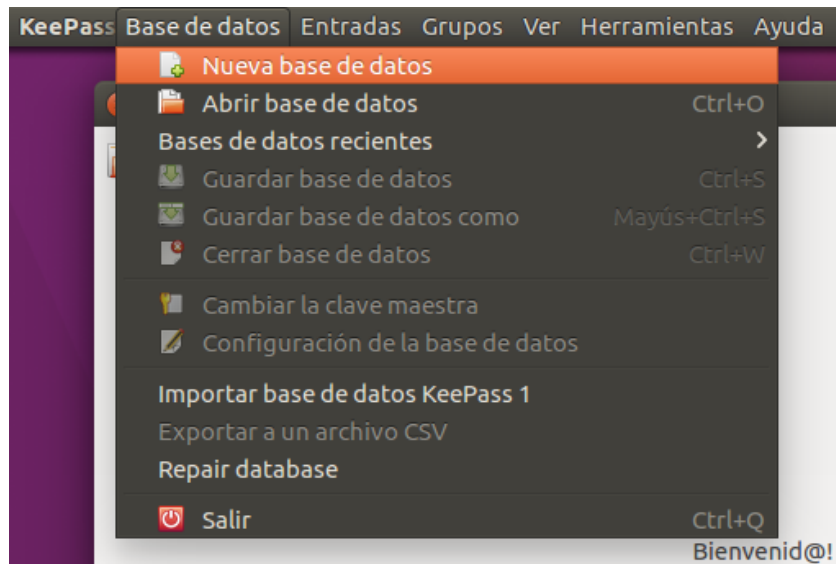 KeePass Base de datos Entradas Grupos Ver Herramientas Ayuda
Nueva base de datos
Abrir base de datos Ctrl+O
Bases de datos recientes
Guardar base de datos Ctrl+S
Guardar base de datos como Mayús+Ctrl+S
Cerrar base de datos Ctrl+W
Cambiar la clave maestra
Configuración de la base de datos
Importar base de datos KeePass 1
Exportar a un archivo CSV
Repair database
Salir Ctrl+Q
Bienvenid@!